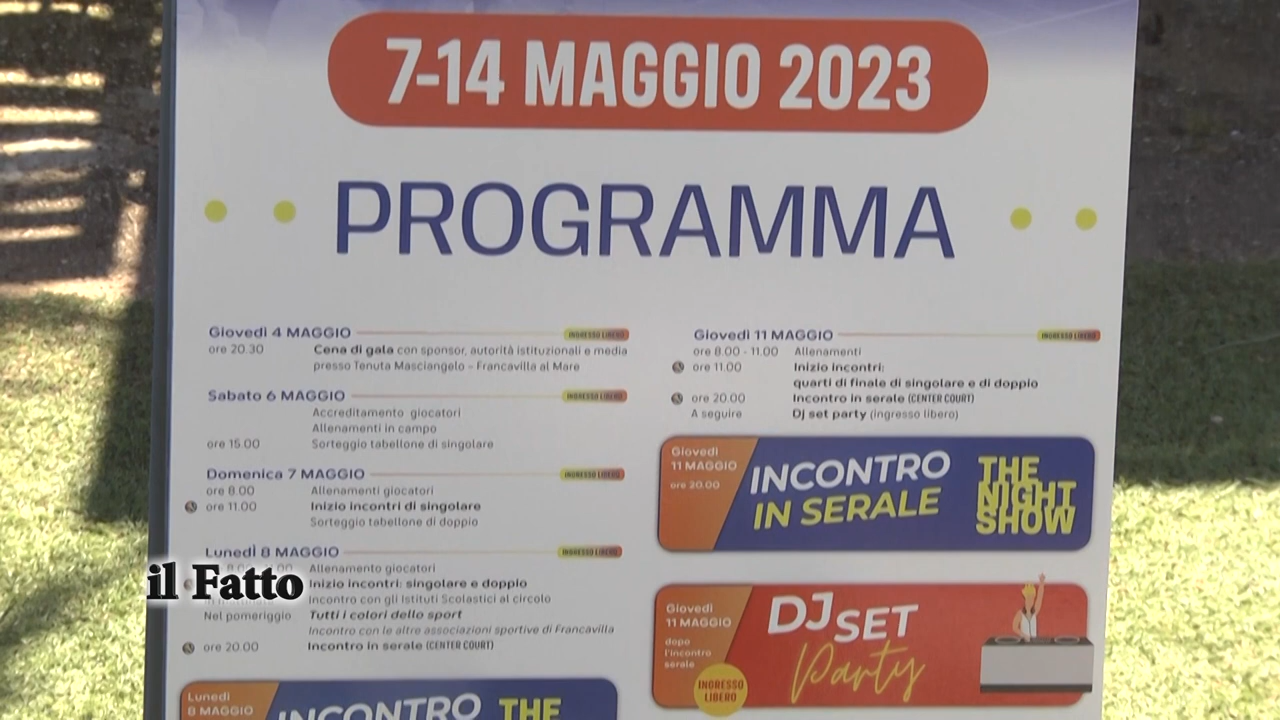 7-14 MAGGIO 2023
PROGRAMMA
Giovedì 4 MAGGIO INGRESSO LIBERO
ore 20.30 Cena di gala con sponsor, autorità istituzionali e media
presso Tenuta Masciangelo - Francavilla al Mare
Sabato 6 MAGGIO INGRESSO LIBERO
Accreditamento giocatori
Allenamenti in campo
ore 15.00 Sorteggio tabellone di singolare
Domenica 7 MAGGIO INGRESSO LIBERO
ore 8.00 Allenamenti giocatori
ore 11.00 Inizio incontri di singolare
Sorteggio tabellone di doppio
Lunedì 8 MAGGIO INGRESSO LIBERO
Allenamento giocatori
Inizio incontri: singolare e doppio
Incontro con gli Istituti Scolastici al circolo
Nel pomeriggio Tutti i colori dello sport
Incontro con le altre associazioni sportive di Francavilla
ore 20.00 Incontro in serale (CENTER COURT)
Lunedì
8 MAGGIO
INCONTRO
THE
Giovedì 11 MAGGIO INGRESSO LIBERO
ore 8.00 - 11.00 Allenamenti
ore 11.00 Inizio incontri:
quarti di finale di singolare e di doppio
ore 20.00 Incontro in serale (CENTER COURT)
A seguire Dj set party (ingresso libero)
Giovedì
11 MAGGIO
ore 20.00
INCONTRO
IN SERALE
THE
NIGHT
SHOW
Giovedì
11 MAGGIO
dopo
l'incontro
serale
INGRESSO
LIBERO
DJ SET
Party
il Fatto